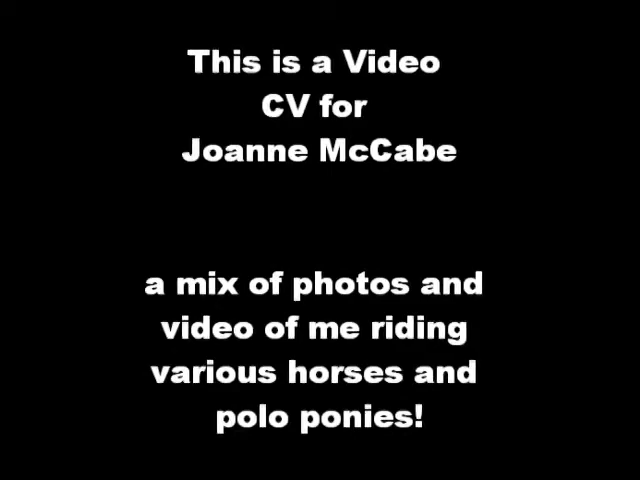 This is a Video
CV for
Joanne McCabe
a mix of photos and
video of me riding
various horses and
polo ponies!